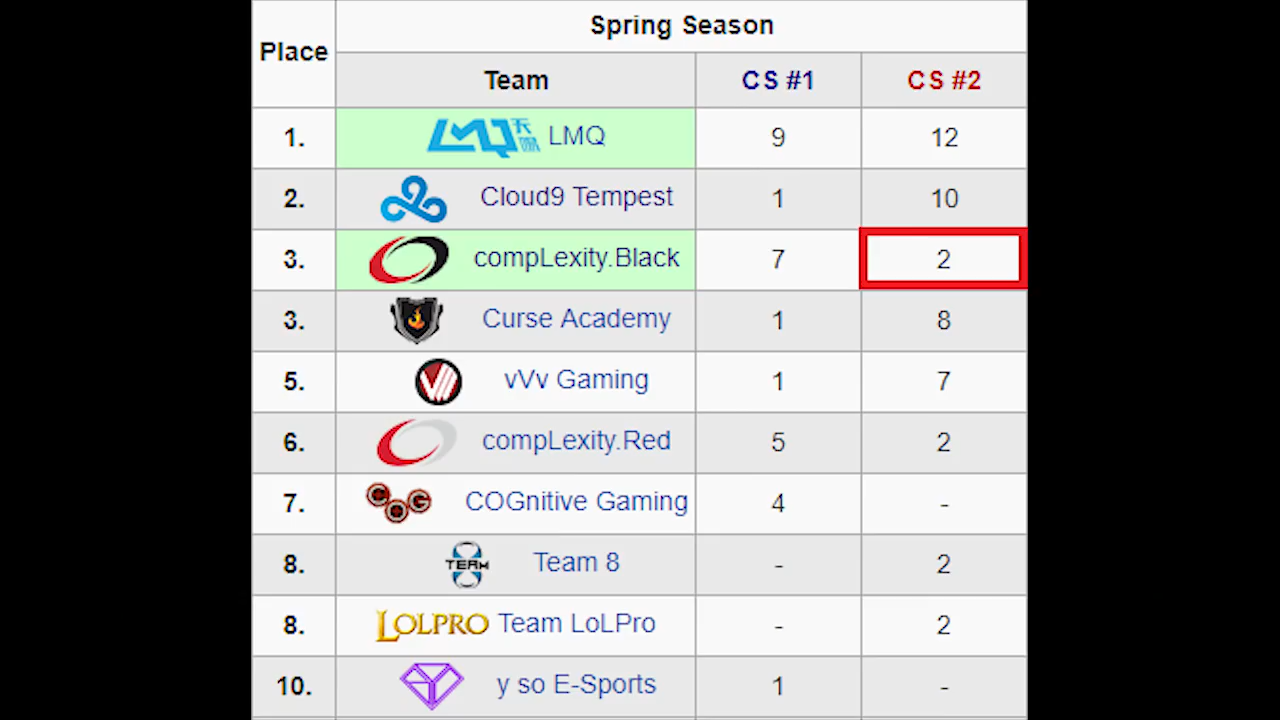 Place Spring Season
Team CS #1 CS #2
1. LMQ LMQ 9 12
2. Cloud9 Tempest 1 10
3. compLexity.Black 7 2
3. Curse Academy 1 8
5. vVv Gaming 1 7
6. compLexity.Red 5 2
7. COGnitive Gaming 4 -
8. TEAM Team 8 - 2
8. LOLPRO Team LoLPro - 2
10. y so E-Sports 1 -